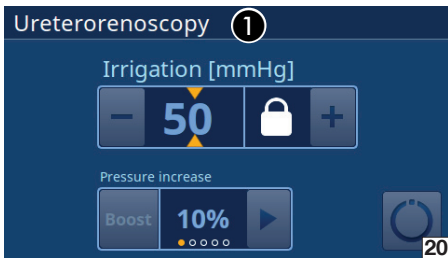 Ureterorenoscopy 1
Irrigation [mmHg]
− 50 +
Pressure increase
Boost 10%
20